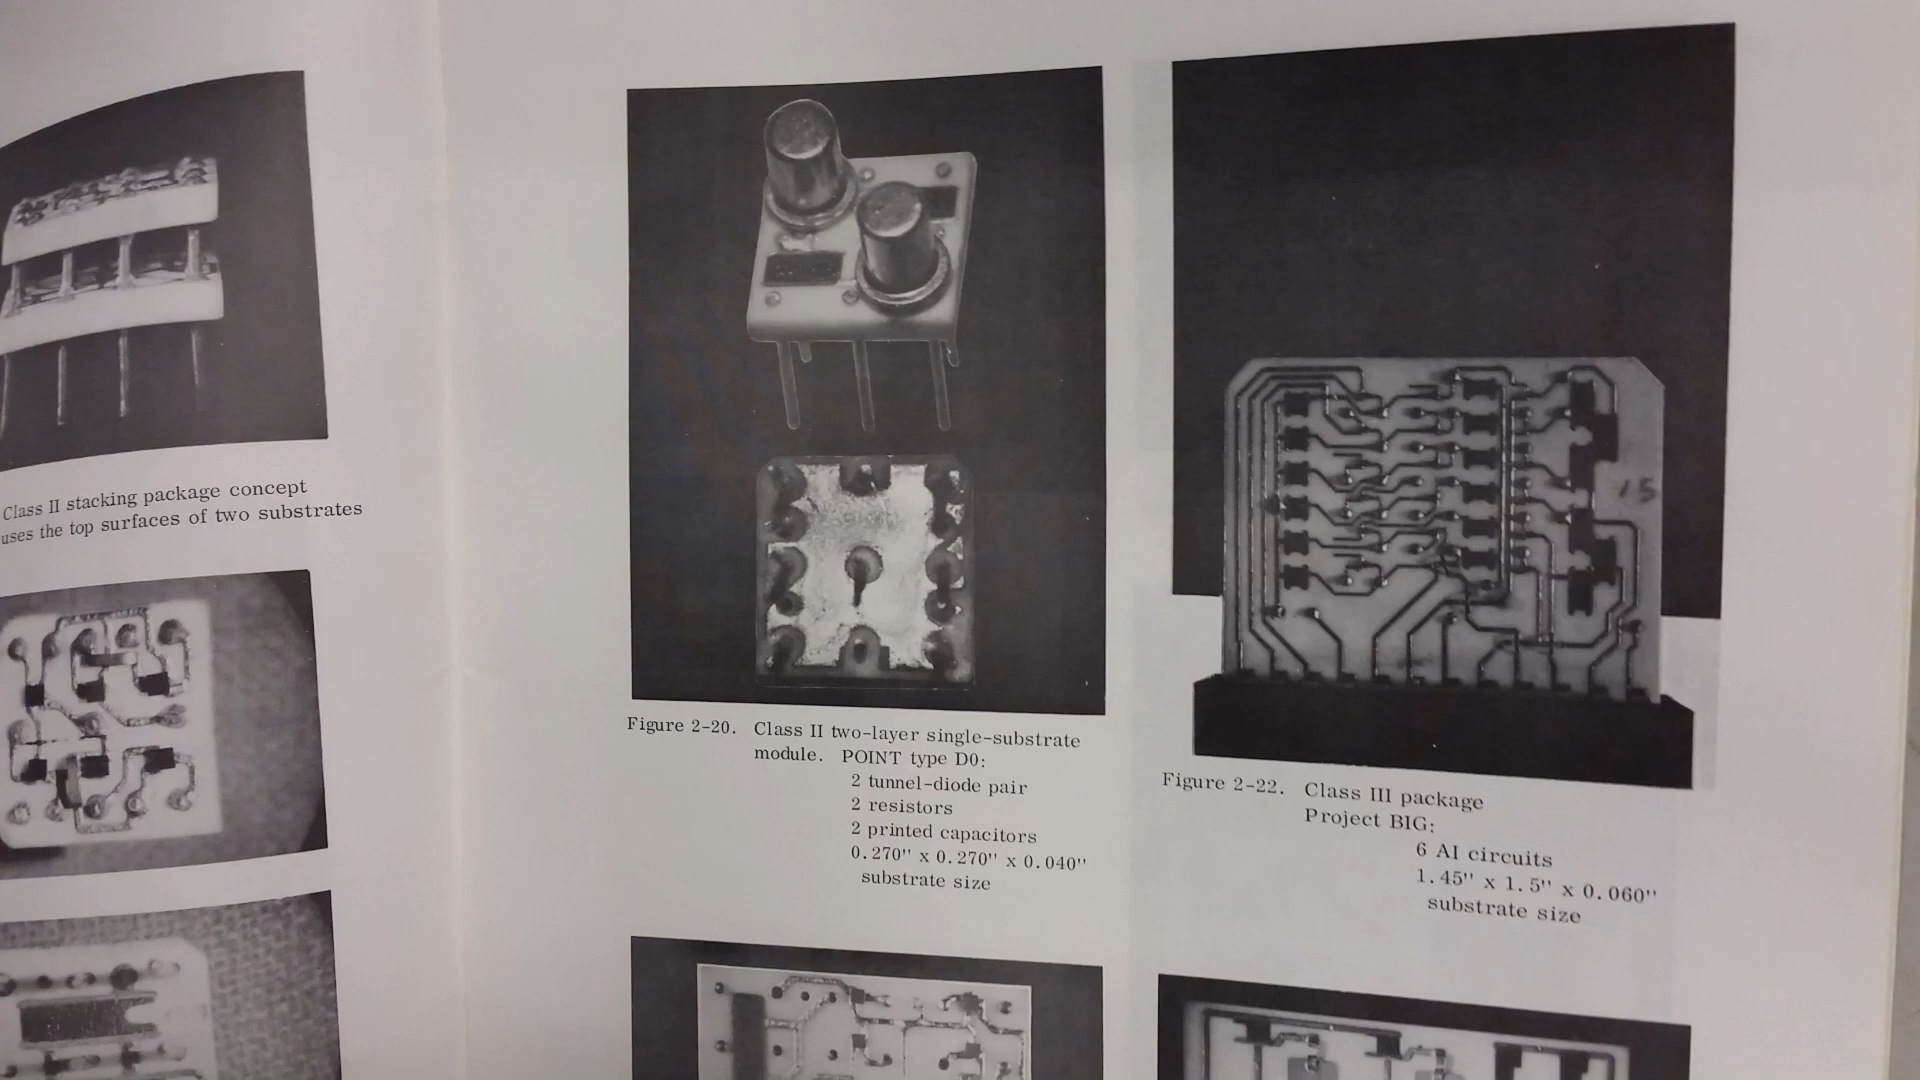 Class II stacking package concept
uses the top surfaces of two substrates
Figure 2-20. Class II two-layer single-substrate
module. POINT type D0:
2 tunnel-diode pair
2 resistors
2 printed capacitors
0.270" x 0.270" x 0.040"
substrate size
15
Figure 2-22. Class III package
Project BIG:
6 AI circuits
1.45" x 1.5" x 0.060"
substrate size